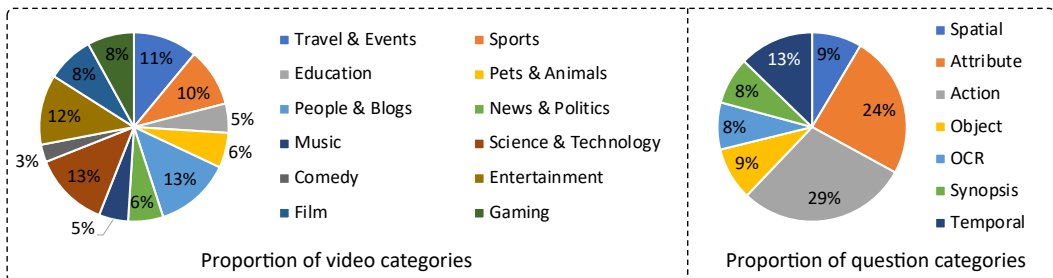 8%
11%
10%
5%
6%
13%
6%
5%
13%
3%
12%
8%
Travel & Events
Sports
Education
Pets & Animals
People & Blogs
News & Politics
Music
Science & Technology
Comedy
Entertainment
Film
Gaming
Proportion of video categories
9%
24%
29%
9%
8%
8%
13%
Spatial
Attribute
Action
Object
OCR
Synopsis
Temporal
Proportion of question categories